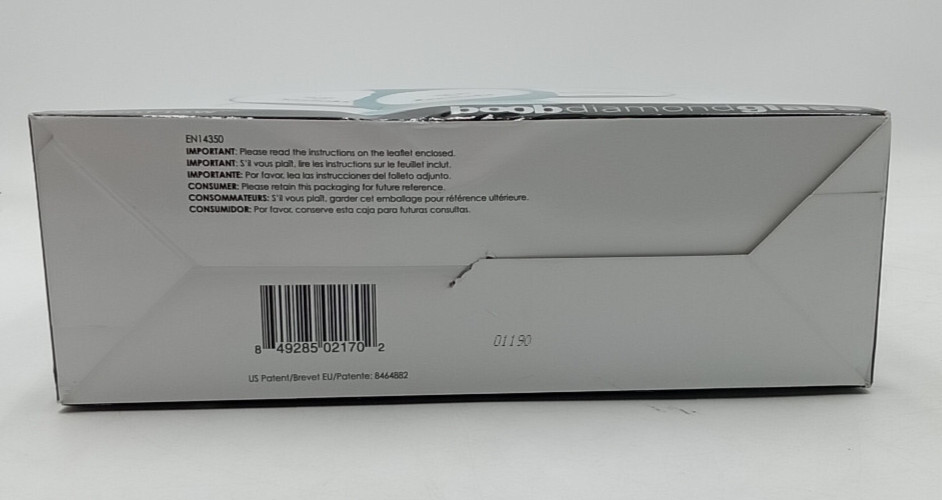 boobdiamondglass
EN14350
IMPORTANT: Please read the instructions on the leaflet enclosed.
IMPORTANT: S'il vous plaît, lire les instructions sur le feuillet inclut.
IMPORTANTE: Por favor, lea las instrucciones del folleto adjunto.
CONSUMER: Please retain this packaging for future reference.
CONSOMMATEURS: S'il vous plaît, garder cet emballage pour référence ultérieure.
CONSUMIDOR: Por favor, conserve esta caja para futuras consultas.
8 49285 02170 2
01190
US Patent/Brevet EU/Patente: 8464882